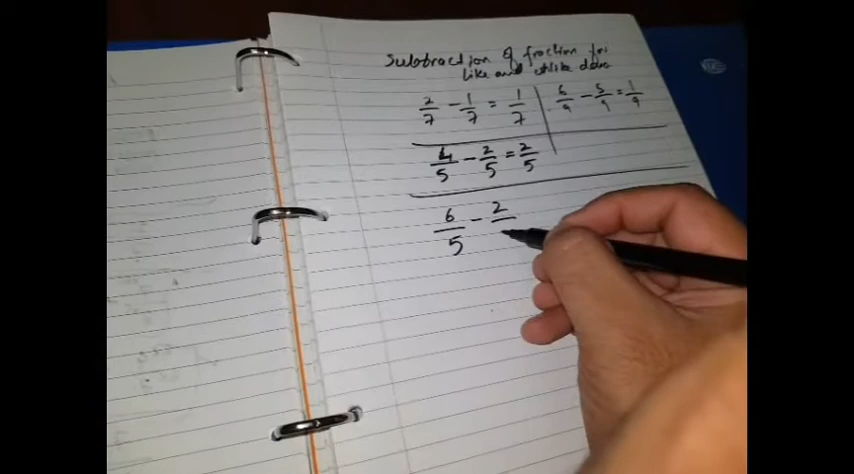 Subtraction of fraction for
like and unlike deno
2/7 - 1/7 = 1/7
6/9 - 5/9 = 1/9
4/5 - 2/5 = 2/5
6/5 - 2